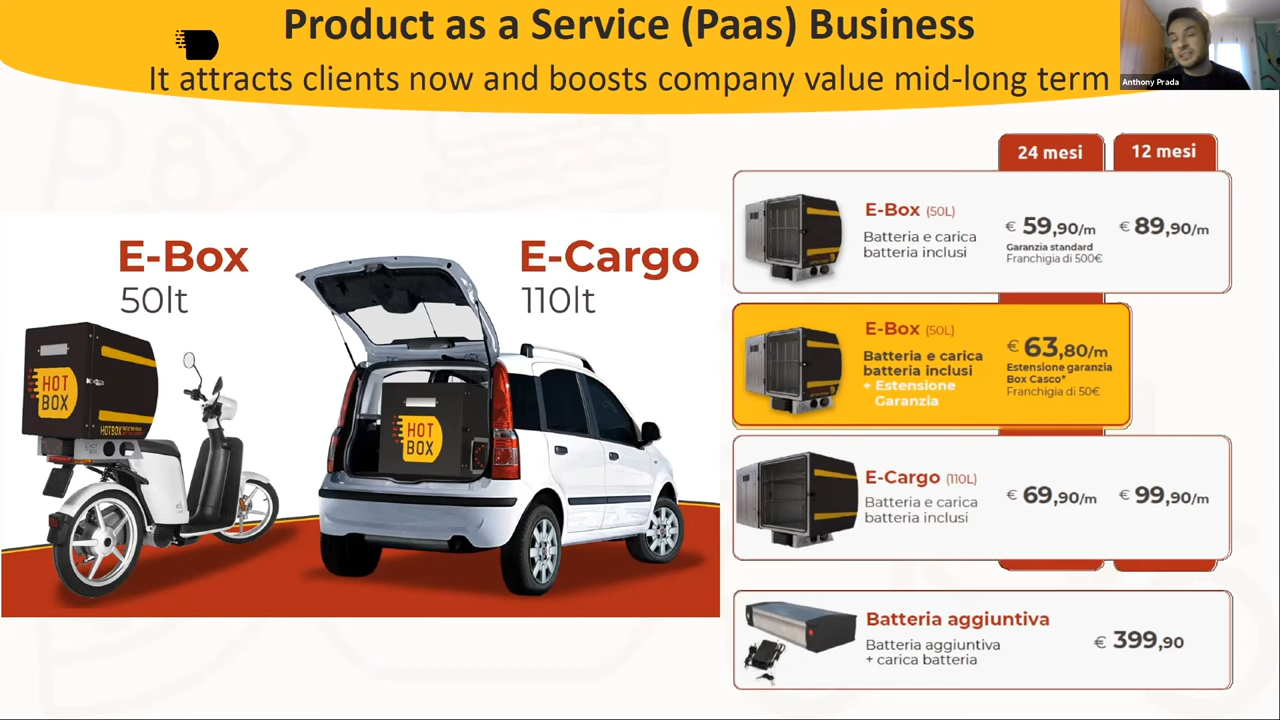 Product as a Service (Paas) Business
It attracts clients now and boosts company value mid-long term
Anthony Prada
E-Box
50lt
E-Cargo
110lt
HOT
BOX
HOTBOX
HOT
BOX
24 mesi
12 mesi
E-Box (50L)
Batteria e carica
batteria inclusi
€ 59,90/m
Garanzia standard
Franchigia di 500€
€ 89,90/m
E-Box (50L)
Batteria e carica
batteria inclusi
+ Estensione
Garanzia
€ 63,80/m
Estensione garanzia
Box Casco*
Franchigia di 50€
E-Cargo (110L)
Batteria e carica
batteria inclusi
€ 69,90/m
€ 99,90/m
Batteria aggiuntiva
Batteria aggiuntiva
+ carica batteria
€ 399,90